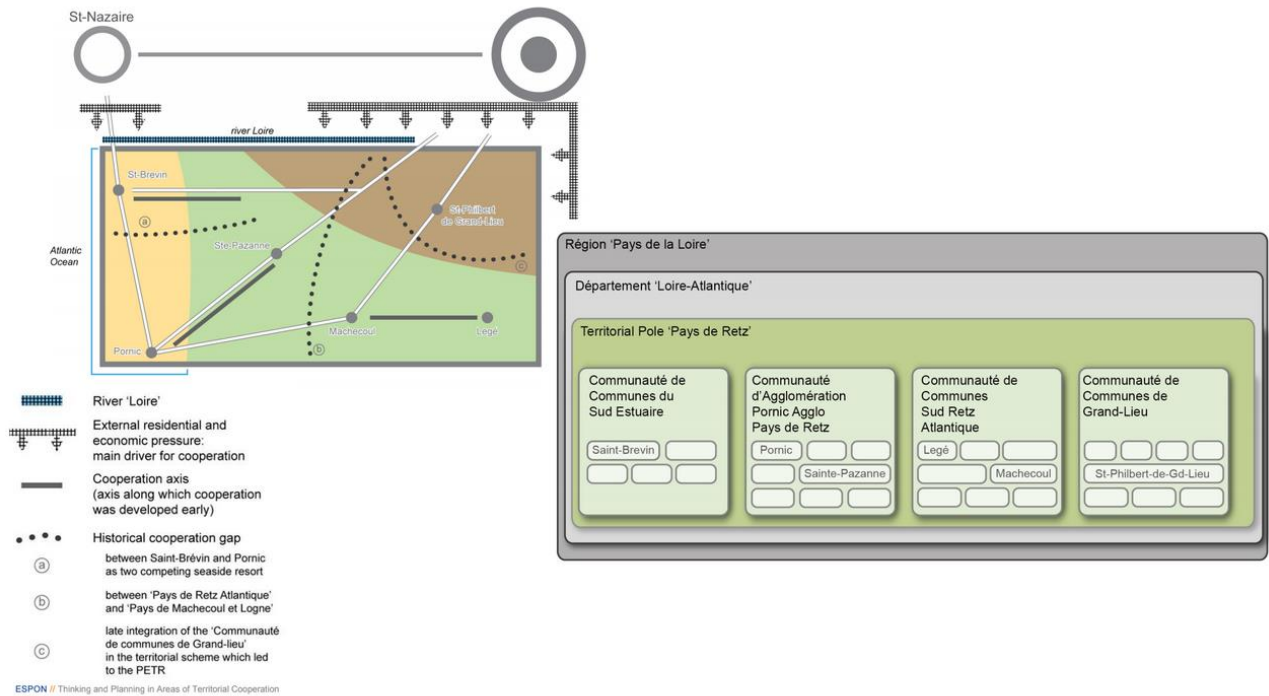 St-Nazaire
river Loire
St-Brevin
a
Ste-Pazanne
St-Philbert
de Grand-Lieu
c
Atlantic
Ocean
Machecoul
Legé
Pornic
b
River 'Loire'
External residential and
economic pressure:
main driver for cooperation
Cooperation axis
(axis along which cooperation
was developed early)
Historical cooperation gap
a
between Saint-Brévin and Pornic
as two competing seaside resort
b
between 'Pays de Retz Atlantique'
and 'Pays de Machecoul et Logne'
c
late integration of the 'Communauté
de communes de Grand-lieu'
in the territorial scheme which led
to the PETR
ESPON // Thinking and Planning in Areas of Territorial Cooperation
Région 'Pays de la Loire'
Département 'Loire-Atlantique'
Territorial Pole 'Pays de Retz'
Communauté de
Communes du
Sud Estuaire
Saint-Brevin
Communauté
d'Agglomération
Pornic Agglo
Pays de Retz
Pornic
Sainte-Pazanne
Communauté de
Communes
Sud Retz
Atlantique
Legé
Machecoul
Communauté de
Communes de
Grand-Lieu
St-Philbert-de-Gd-Lieu